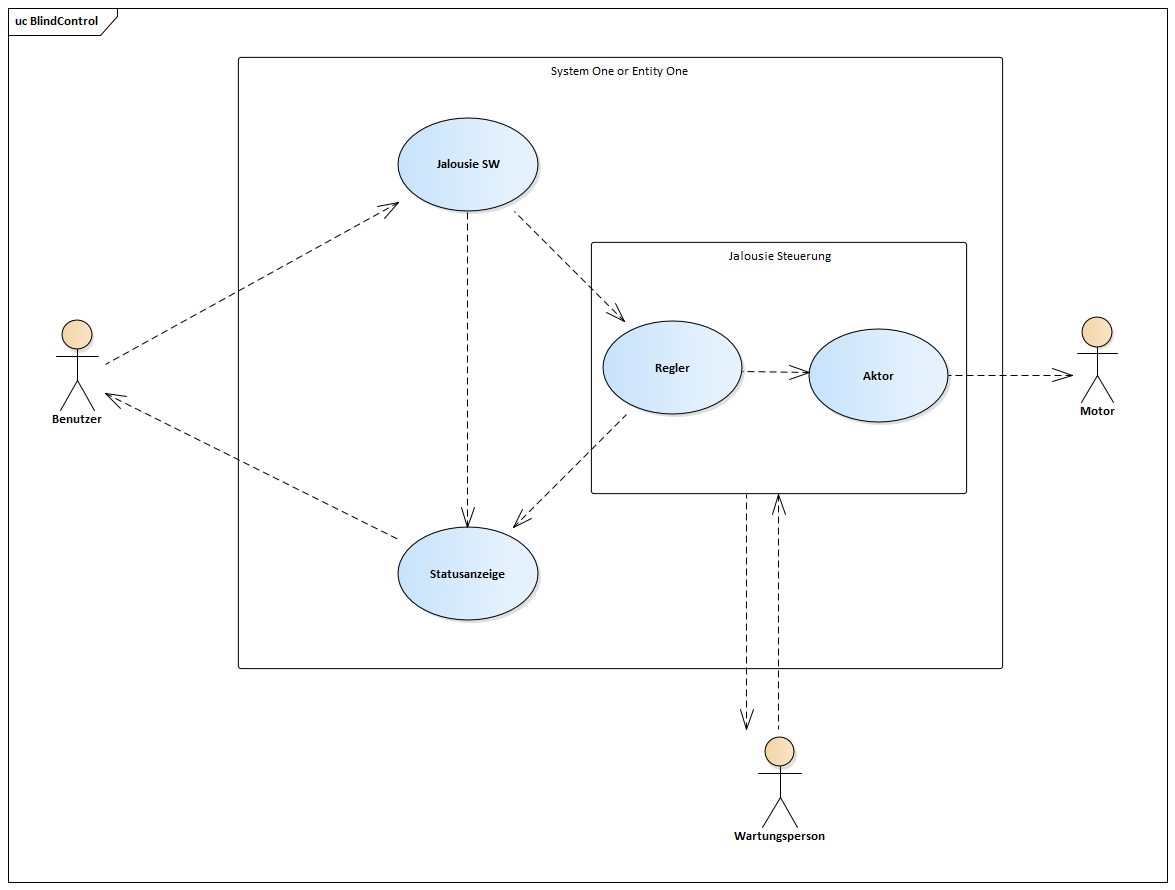 uc BlindControl
System One or Entity One
Jalousie SW
Jalousie Steuerung
Regler
Aktor
Benutzer
Motor
Statusanzeige
Wartungsperson